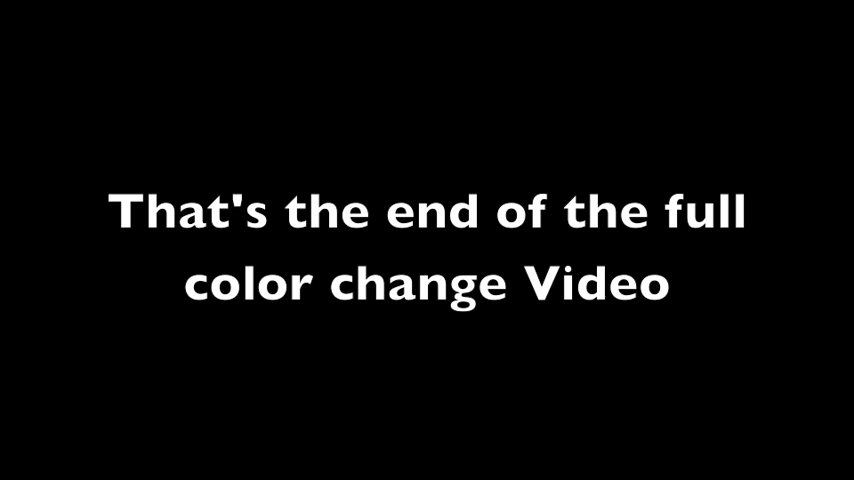 That's the end of the full
color change Video